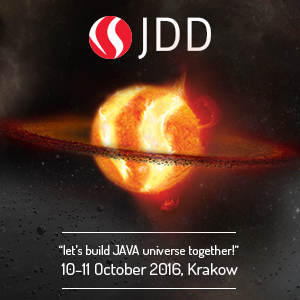 JDD
“let's build JAVA universe together!”
10-11 October 2016, Krakow